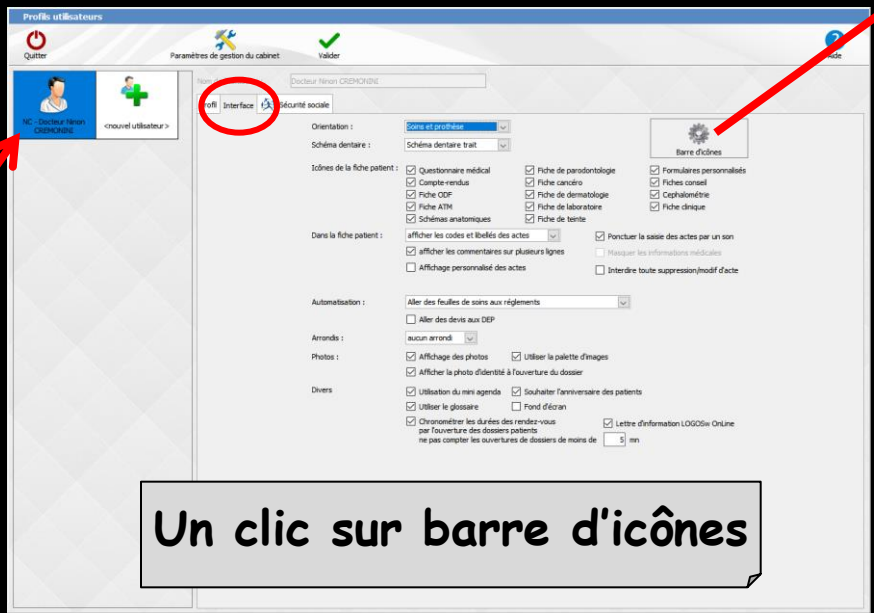 Profils utilisateurs
Quitter
Paramètres de gestion du cabinet
Valider
Aide
NC - Docteur Ninon
CREMONINI
<nouvel utilisateur>
Docteur Ninon CREMONINI
Profil Interface Sécurité sociale
Orientation : Soins et prothèse
Schéma dentaire : Schéma dentaire trait
Barre d'icônes
Icônes de la fiche patient : Questionnaire médical Fiche de parodontologie Formulaires personnalisés
Compte-rendus Fiche cancéro Fiches conseil
Fiche ODF Fiche de dermatologie Cephalométrie
Fiche ATM Fiche de laboratoire Fiche clinique
Schémas anatomiques Fiche de teinte
Dans la fiche patient : afficher les codes et libellés des actes Ponctuer la saisie des actes par un son
afficher les commentaires sur plusieurs lignes Masquer les informations médicales
Affichage personnalisé des actes Interdire toute suppression/modif d'acte
Automatisation : Aller des feuilles de soins aux réglements
Aller des devis aux DEP
Arrondis : aucun arrondi
Photos : Affichage des photos Utiliser la palette d'images
Afficher la photo d'identité à l'ouverture du dossier
Divers Utilisation du mini agenda Souhaiter l'anniversaire des patients
Utiliser le glossaire Fond d'écran
Chronométrer les durées des rendez-vous Lettre d'information LOGOSw OnLine
par l'ouverture des dossiers patients
ne pas compter les ouvertures de dossiers de moins de 5 mn
Un clic sur barre d'icônes